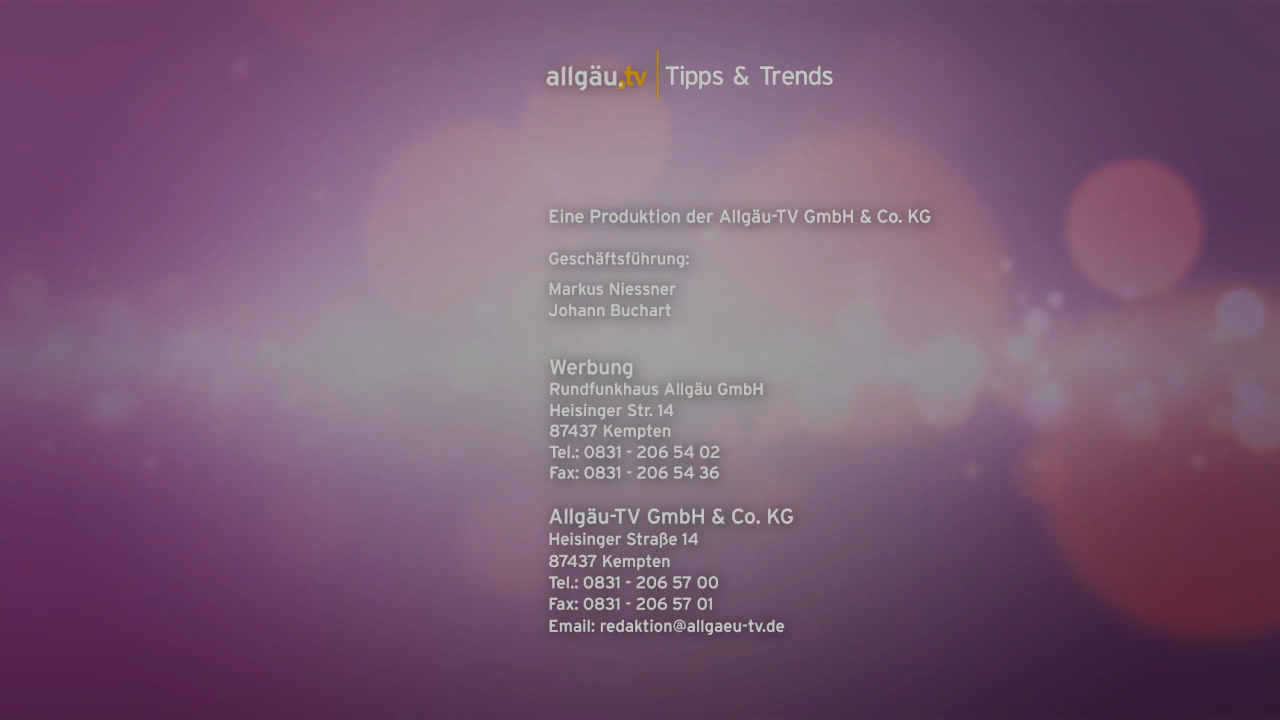 allgäu.tv | Tipps & Trends
Eine Produktion der Allgäu-TV GmbH & Co. KG
Geschäftsführung:
Markus Niessner
Johann Buchart
Werbung
Rundfunkhaus Allgäu GmbH
Heisinger Str. 14
87437 Kempten
Tel.: 0831 - 206 54 02
Fax: 0831 - 206 54 36
Allgäu-TV GmbH & Co. KG
Heisinger Straße 14
87437 Kempten
Tel.: 0831 - 206 57 00
Fax: 0831 - 206 57 01
Email: redaktion@allgaeu-tv.de